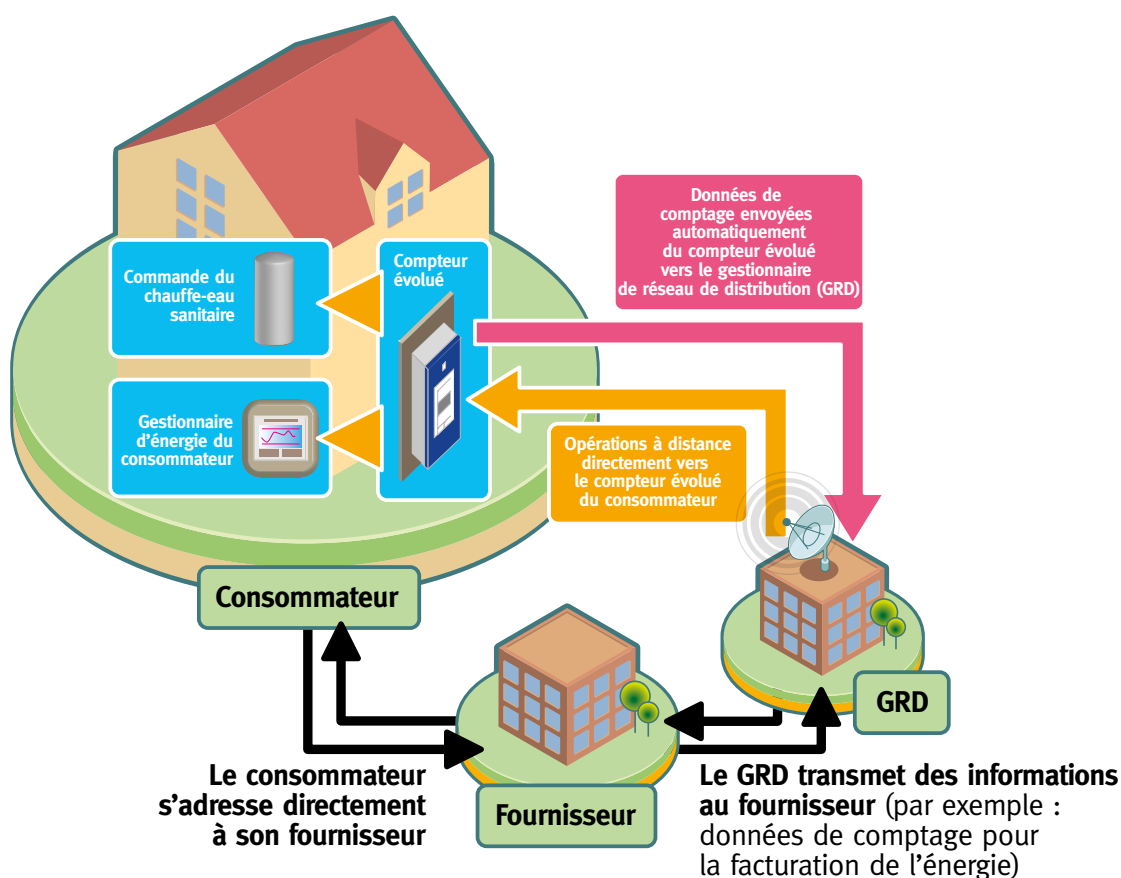 Données de
comptage envoyées
automatiquement
du compteur évolué
vers le gestionnaire
de réseau de distribution (GRD)
Commande du
chauffe-eau
sanitaire
Compteur
évolué
Gestionnaire
d'énergie du
consommateur
Opérations à distance
directement vers
le compteur évolué
du consommateur
Consommateur
GRD
Le consommateur
s'adresse directement
à son fournisseur
Fournisseur
Le GRD transmet des informations
au fournisseur (par exemple :
données de comptage pour
la facturation de l'énergie)